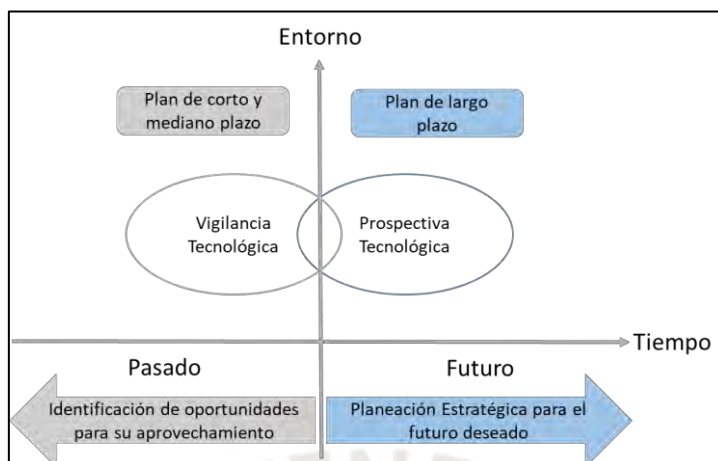 Entorno
Plan de corto y
mediano plazo
Plan de largo
plazo
Vigilancia
Tecnológica
Prospectiva
Tecnológica
Tiempo
Pasado
Futuro
Identificación de oportunidades
para su aprovechamiento
Planeación Estratégica para el
futuro deseado